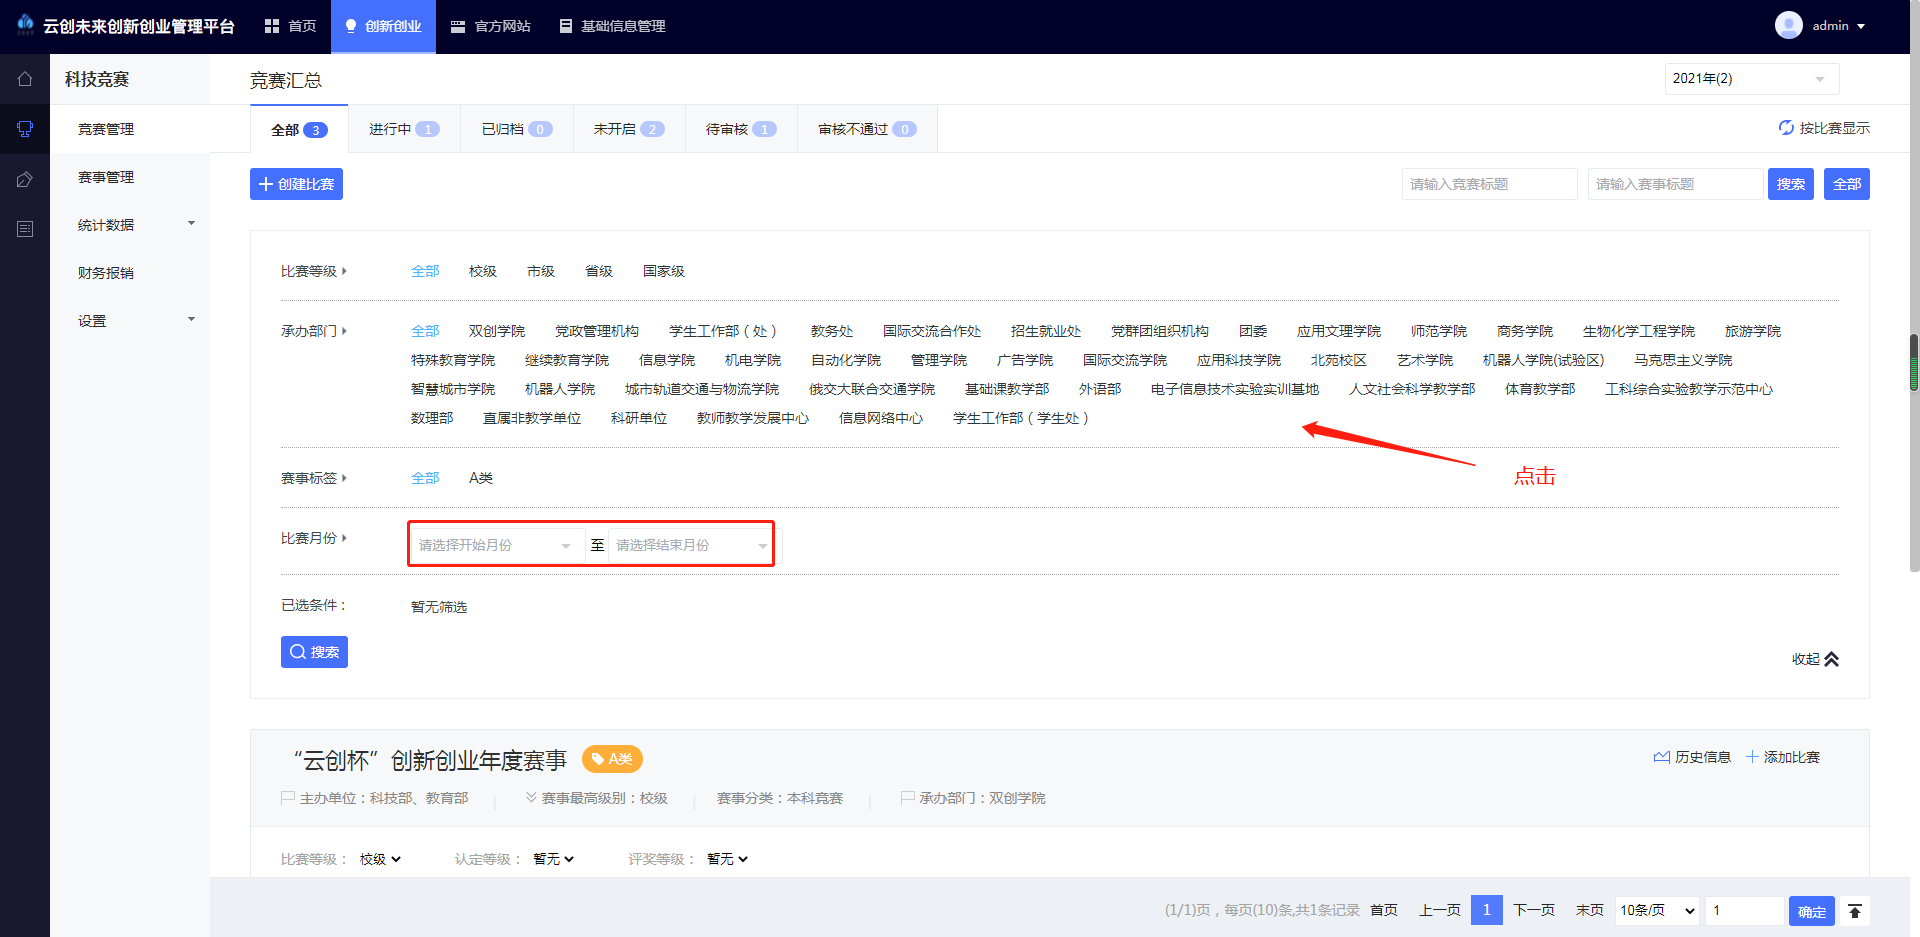 云创未来创新创业管理平台 首页 创新创业 官方网站 基础信息管理 admin
科技竞赛
竞赛管理
赛事管理
统计数据
财务报销
设置
竞赛汇总 2021年(2)
全部 3 进行中 1 已归档 0 未开启 2 待审核 1 审核不通过 0 按比赛显示
创建比赛 请输入竞赛标题 请输入赛事标题 搜索 全部
比赛等级 全部 校级 市级 省级 国家级
承办部门 全部 双创学院 党政管理机构 学生工作部（处） 教务处 国际交流合作处 招生就业处 党群团组织机构 团委 应用文理学院 师范学院 商务学院 生物化学工程学院 旅游学院
特殊教育学院 继续教育学院 信息学院 机电学院 自动化学院 管理学院 广告学院 国际交流学院 应用科技学院 北苑校区 艺术学院 机器人学院(试验区) 马克思主义学院
智慧城市学院 机器人学院 城市轨道交通与物流学院 俄交大联合交通学院 基础课教学部 外语部 电子信息技术实验实训基地 人文社会科学教学部 体育教学部 工科综合实验教学示范中心
数理部 直属非教学单位 科研单位 教师教学发展中心 信息网络中心 学生工作部（学生处）
点击
赛事标签 全部 A类
比赛月份 请选择开始月份 至 请选择结束月份
已选条件： 暂无筛选
搜索 收起
“云创杯”创新创业年度赛事 A类 历史信息 添加比赛
主办单位：科技部、教育部 赛事最高级别：校级 赛事分类：本科竞赛 承办部门：双创学院
比赛等级： 校级 认定等级： 暂无 评奖等级： 暂无
(1/1)页，每页(10)条,共1条记录 首页 上一页 1 下一页 末页 10条/页 1 确定